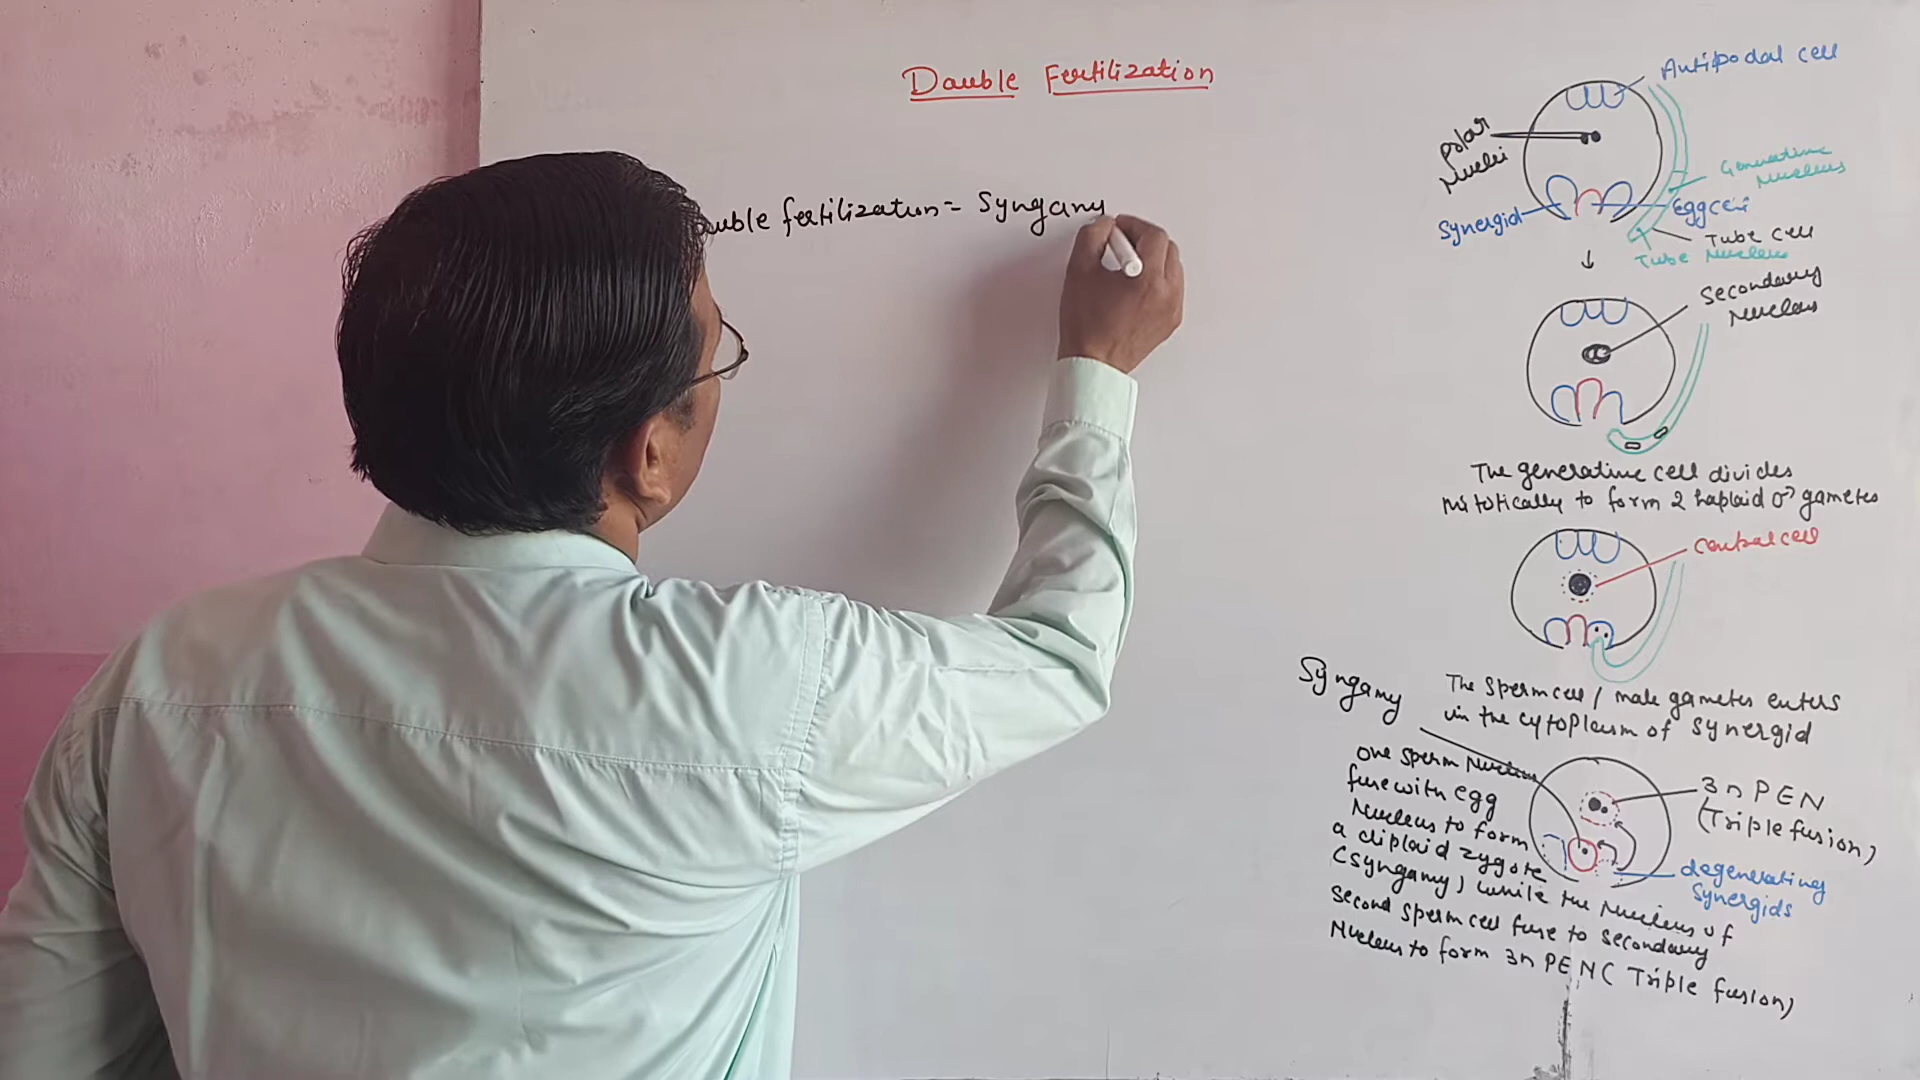 Double Fertilization
ouble fertilization = Syngamy
Antipodal cell
Polar
Nuclei
Generative
Nucleus
Synergid
Egg cell
Tube cell
Tube Nucleus
Secondary
Nucleus
The generative cell divides
mitotically to form 2 haploid ♂ gametes
Central cell
The sperm cell / male gametes enters
in the cytoplasm of synergid
Syngamy
3n PEN
(Triple fusion)
degenerating
Synergids
one sperm Nucleus
fuse with egg
Nucleus to form
a diploid zygote
(syngamy) while the nucleus of
second sperm cell fuse to secondary
Nucleus to form 3n PEN ( Triple fusion)